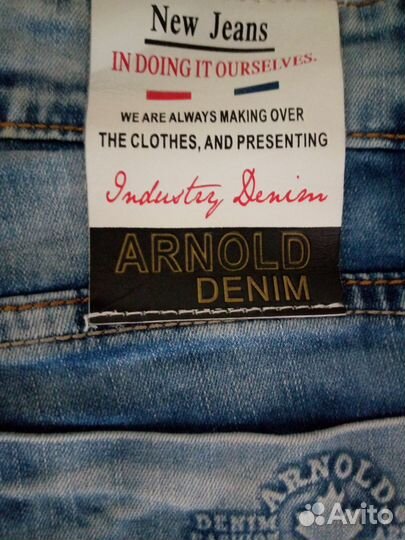 New Jeans
IN DOING IT OURSELVES.
WE ARE ALWAYS MAKING OVER
THE CLOTHES, AND PRESENTING
Industry Denim
ARNOLD
DENIM
ARNOLD
DENIM
Avito